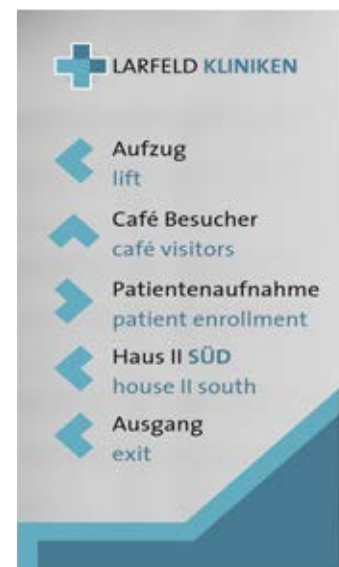 LARFELD KLINIKEN
Aufzug
lift
Café Besucher
café visitors
Patientenaufnahme
patient enrollment
Haus II SÜD
house II south
Ausgang
exit